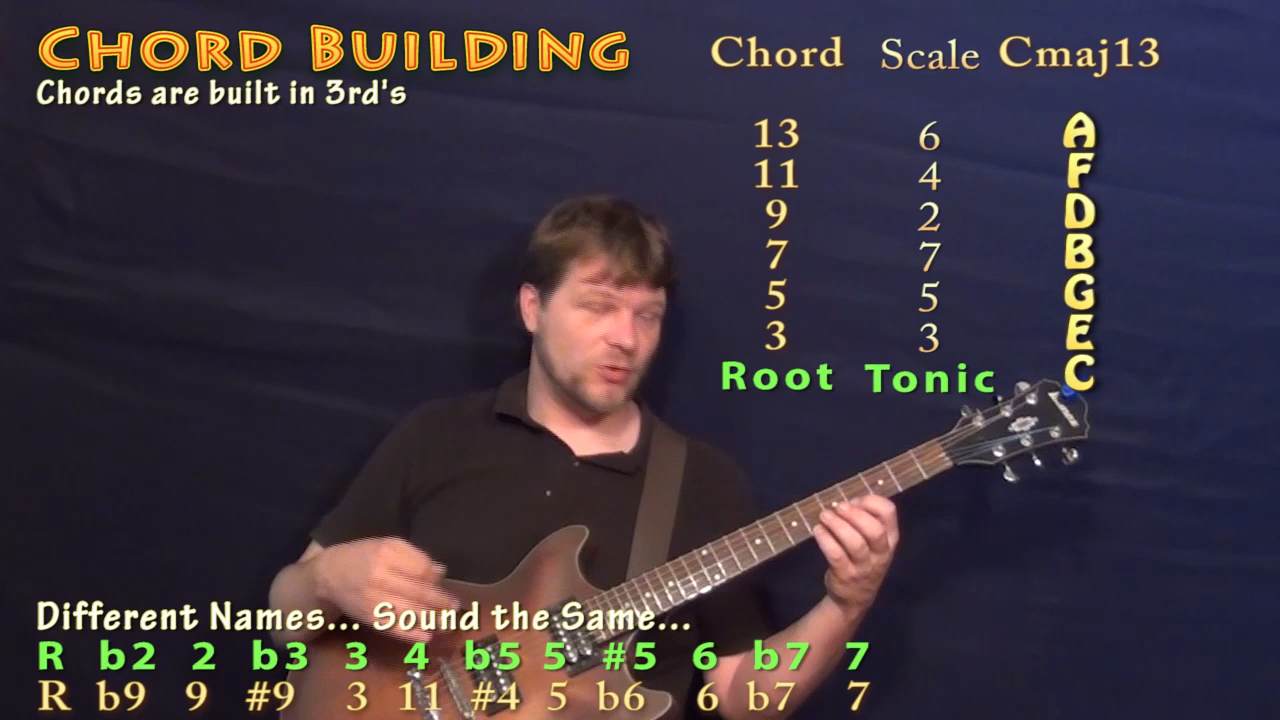 CHORD BUILDING
Chords are built in 3rd's
Chord Scale Cmaj13
13 6 A
11 4 F
9 2 D
7 7 B
5 5 G
3 3 E
Root Tonic C
Different Names... Sound the Same...
R b2 2 b3 3 4 b5 5 #5 6 b7 7
R b9 9 #9 3 11 #4 5 b6 6 b7 7